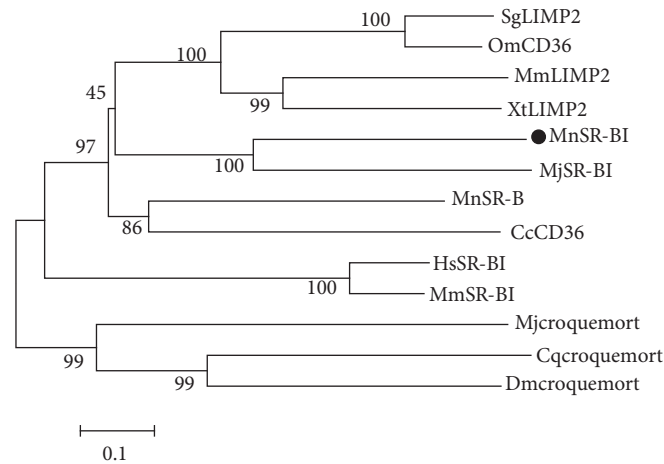 SgLIMP2
100
OmCD36
100
MmLIMP2
99
XtLIMP2
45
MnSR-BI
97
100
MjSR-BI
MnSR-B
86
CcCD36
HsSR-BI
100
MmSR-BI
Mjcroquemort
99
Cqcroquemort
99
Dmcroquemort
0.1